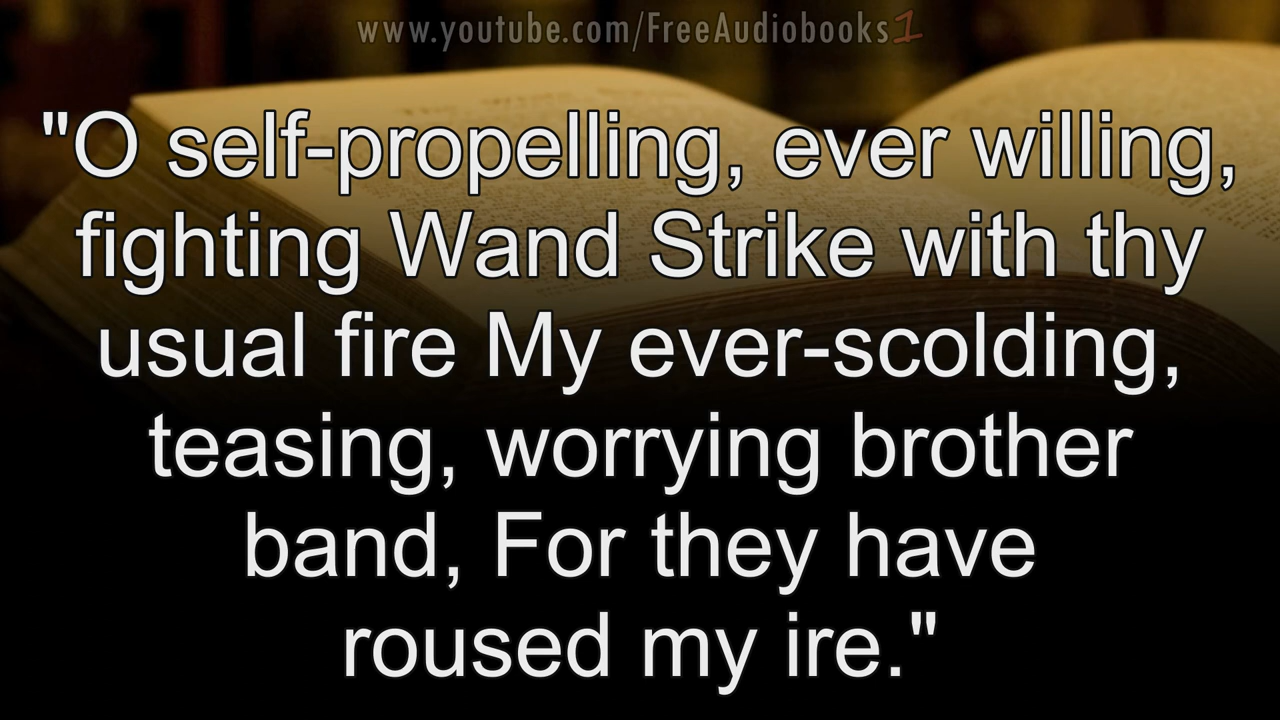 www.youtube.com/FreeAudiobooks1
"O self-propelling, ever willing,
fighting Wand Strike with thy
usual fire My ever-scolding,
teasing, worrying brother
band, For they have
roused my ire."